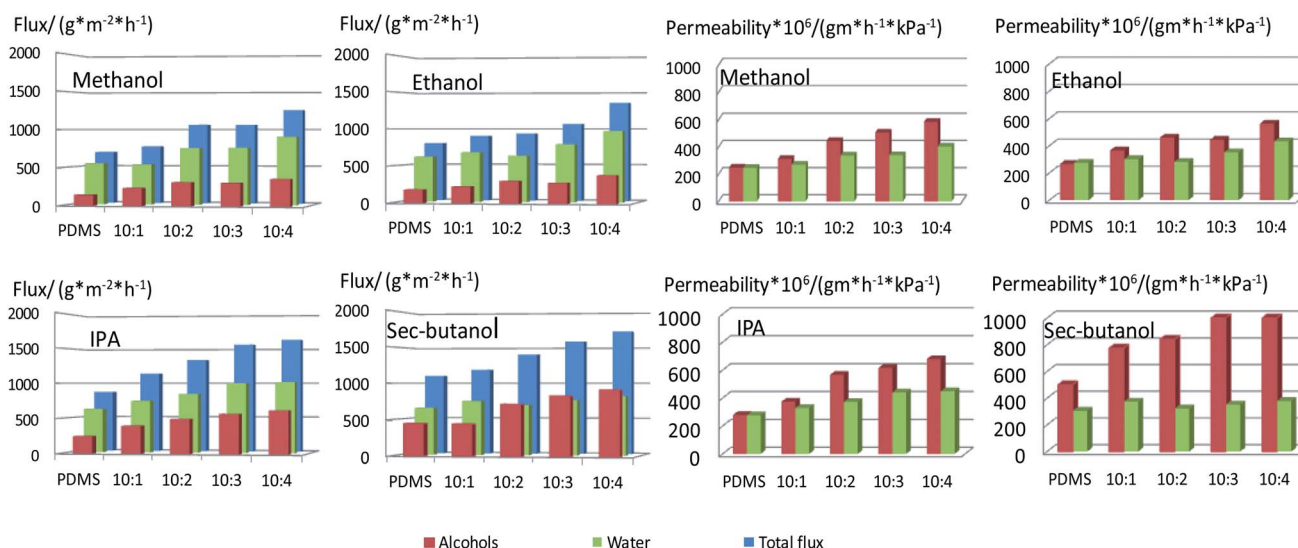 Flux/ (g*m⁻²*h⁻¹)
2000
1500
1000
500
0
Methanol
PDMS 10:1 10:2 10:3 10:4
Flux/ (g*m⁻²*h⁻¹)
2000
1500
1000
500
0
Ethanol
PDMS 10:1 10:2 10:3 10:4
Permeability*10⁶/(gm*h⁻¹*kPa⁻¹)
1000
800
600
400
200
0
Methanol
PDMS 10:1 10:2 10:3 10:4
Permeability*10⁶/(gm*h⁻¹*kPa⁻¹)
1000
800
600
400
200
0
Ethanol
PDMS 10:1 10:2 10:3 10:4
Flux/ (g*m⁻²*h⁻¹)
2000
1500
1000
500
0
IPA
PDMS 10:1 10:2 10:3 10:4
Flux/ (g*m⁻²*h⁻¹)
2000
1500
1000
500
0
Sec-butanol
PDMS 10:1 10:2 10:3 10:4
Permeability*10⁶/(gm*h⁻¹*kPa⁻¹)
1000
800
600
400
200
0
IPA
PDMS 10:1 10:2 10:3 10:4
Permeability*10⁶/(gm*h⁻¹*kPa⁻¹)
1000
800
600
400
200
0
Sec-butanol
PDMS 10:1 10:2 10:3 10:4
Alcohols Water Total flux